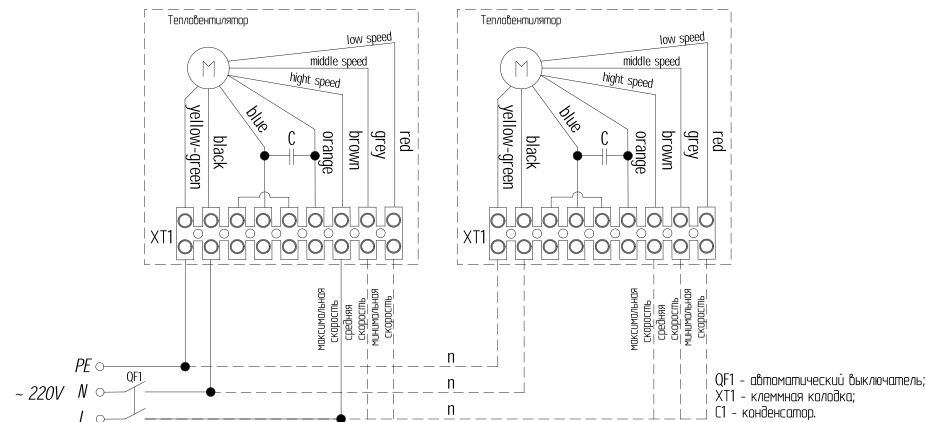 Тепловентилятор
low speed
middle speed
hight speed
M
yellow-green
black
blue
C
orange
brown
grey
red
XT1
максимальная
скорость
средняя
скорость
минимальная
скорость
Тепловентилятор
low speed
middle speed
hight speed
M
yellow-green
black
blue
C
orange
brown
grey
red
XT1
максимальная
скорость
средняя
скорость
минимальная
скорость
PE
n
QF1
~ 220V N
n
L
n
QF1 - автоматический выключатель;
XT1 - клеммная колодка;
C1 - конденсатор.